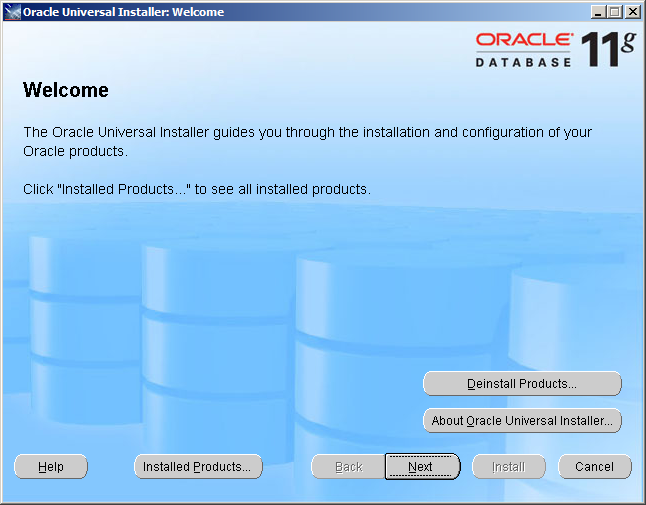 Oracle Universal Installer: Welcome
ORACLE
DATABASE
11g
Welcome
The Oracle Universal Installer guides you through the installation and configuration of your
Oracle products.
Click "Installed Products..." to see all installed products.
Deinstall Products...
About Oracle Universal Installer...
Help
Installed Products...
Back
Next
Install
Cancel